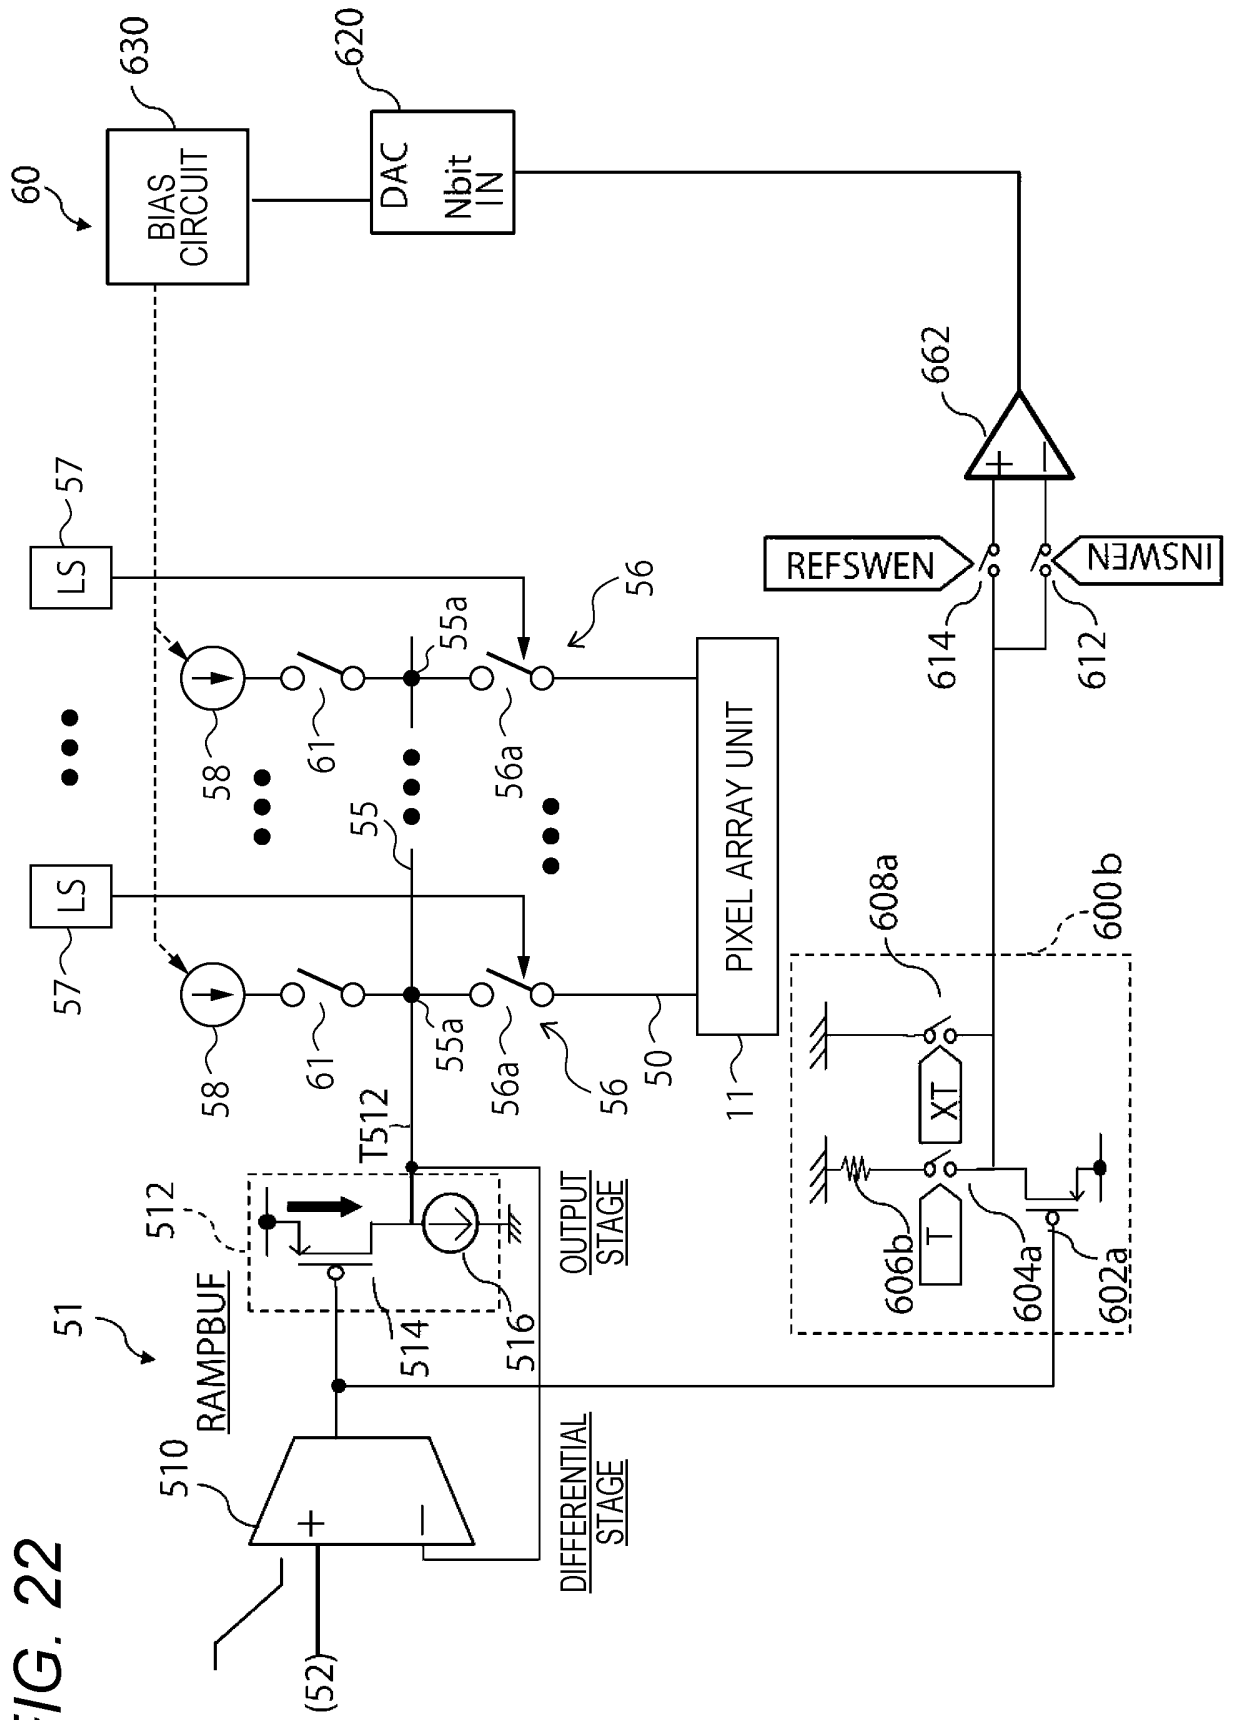 FIG. 22
60
630
BIAS
CIRCUIT
620
DAC
Nbit
IN
57
LS
57
LS
58
58
61
61
55
55a
55a
56a
56a
56
56
50
11
PIXEL ARRAY UNIT
51
RAMPBUF
510
+
−
(52)
512
514
516
T512
DIFFERENTIAL
STAGE
OUTPUT
STAGE
662
+
−
REFSWEN
INSWEN
614
612
600b
608a
XT
606b
T
604a
602a